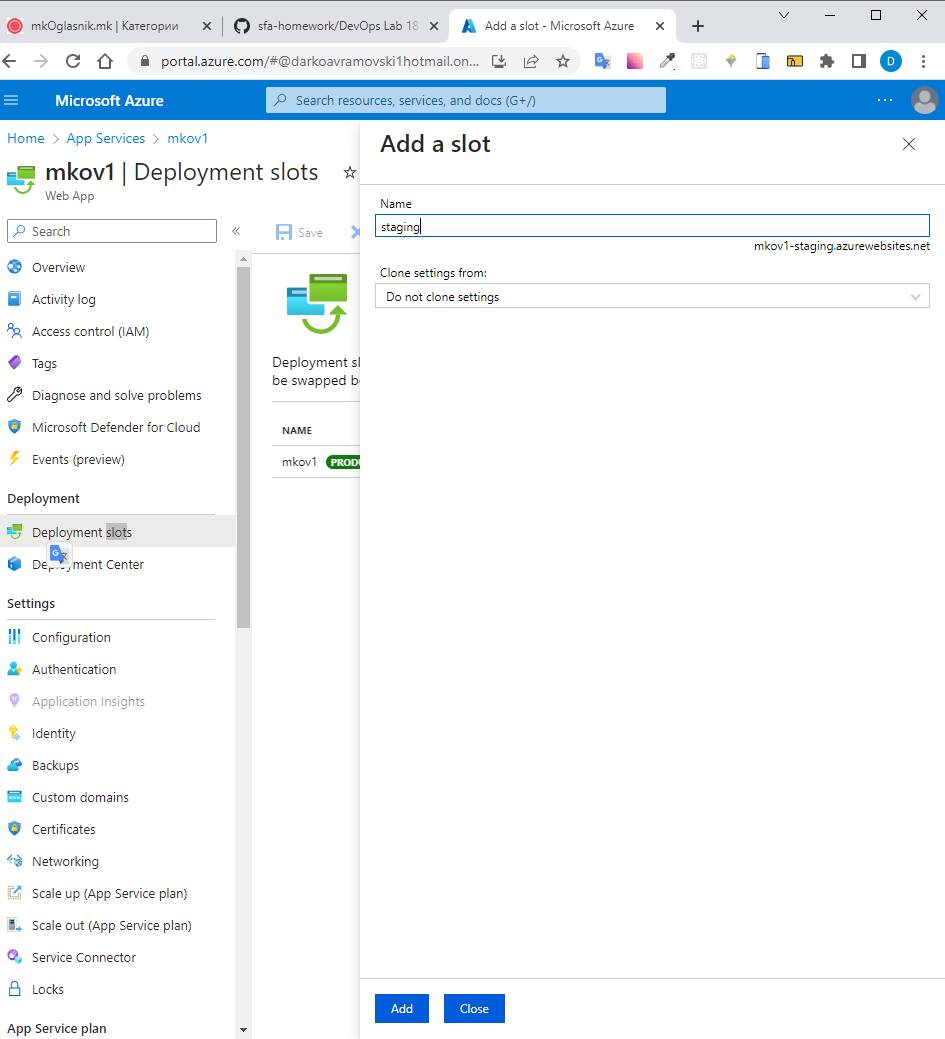 mkOglasnik.mk | Категории
sfa-homework/DevOps Lab 18
Add a slot - Microsoft Azure
portal.azure.com/#@darkoavramovski1hotmail.on...
D
Microsoft Azure
Search resources, services, and docs (G+/)
Home > App Services > mkov1
mkov1 | Deployment slots
Web App
Search
Overview
Activity log
Access control (IAM)
Tags
Diagnose and solve problems
Microsoft Defender for Cloud
Events (preview)
Deployment
Deployment slots
Deployment Center
Settings
Configuration
Authentication
Application Insights
Identity
Backups
Custom domains
Certificates
Networking
Scale up (App Service plan)
Scale out (App Service plan)
Service Connector
Locks
App Service plan
Save
Deployment sl
be swapped be
NAME
mkov1 PRODU
Add a slot
Name
staging
mkov1-staging.azurewebsites.net
Clone settings from:
Do not clone settings
Add
Close